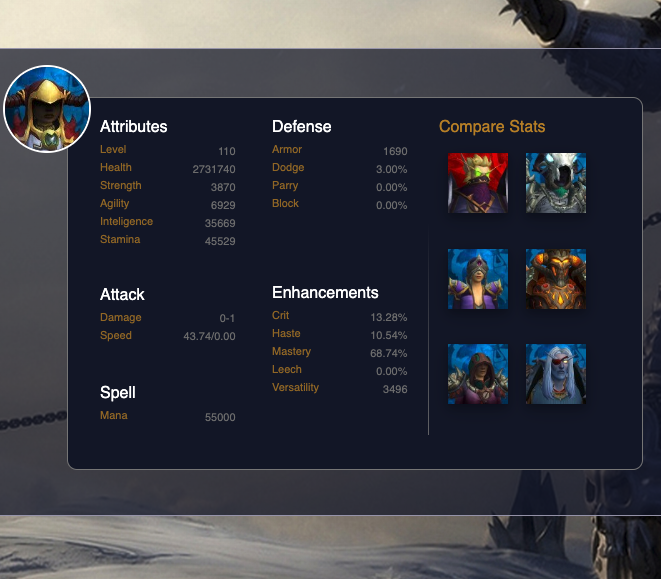 Attributes
Level 110
Health 2731740
Strength 3870
Agility 6929
Inteligence 35669
Stamina 45529
Attack
Damage 0-1
Speed 43.74/0.00
Spell
Mana 55000
Defense
Armor 1690
Dodge 3.00%
Parry 0.00%
Block 0.00%
Enhancements
Crit 13.28%
Haste 10.54%
Mastery 68.74%
Leech 0.00%
Versatility 3496
Compare Stats